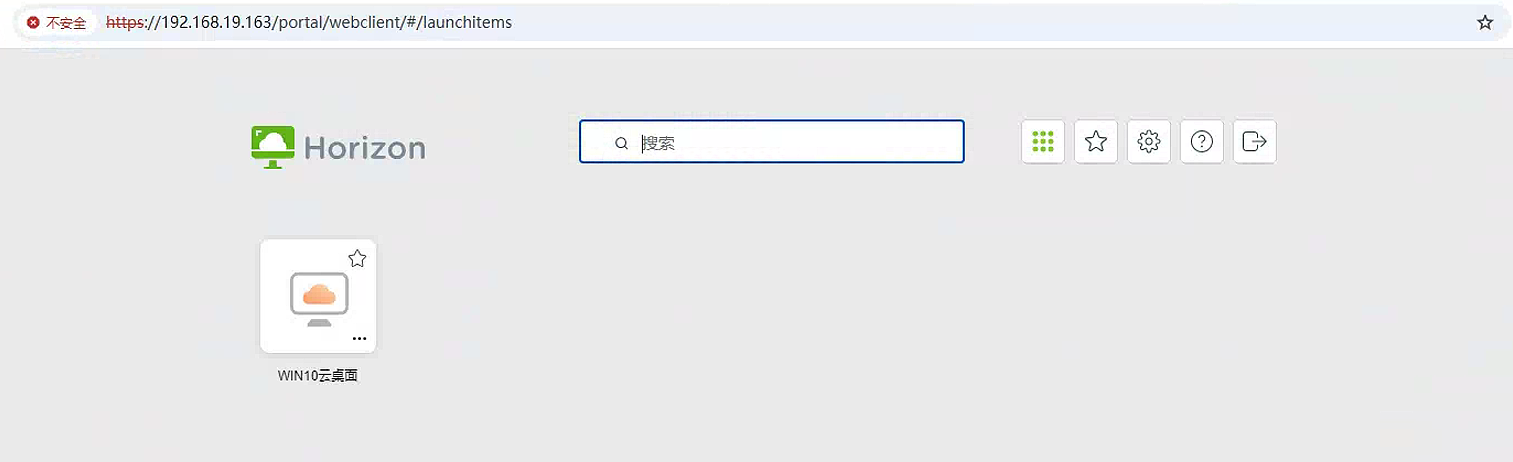 不安全 https://192.168.19.163/portal/webclient/#/launchitems
Horizon
搜索
WIN10云桌面